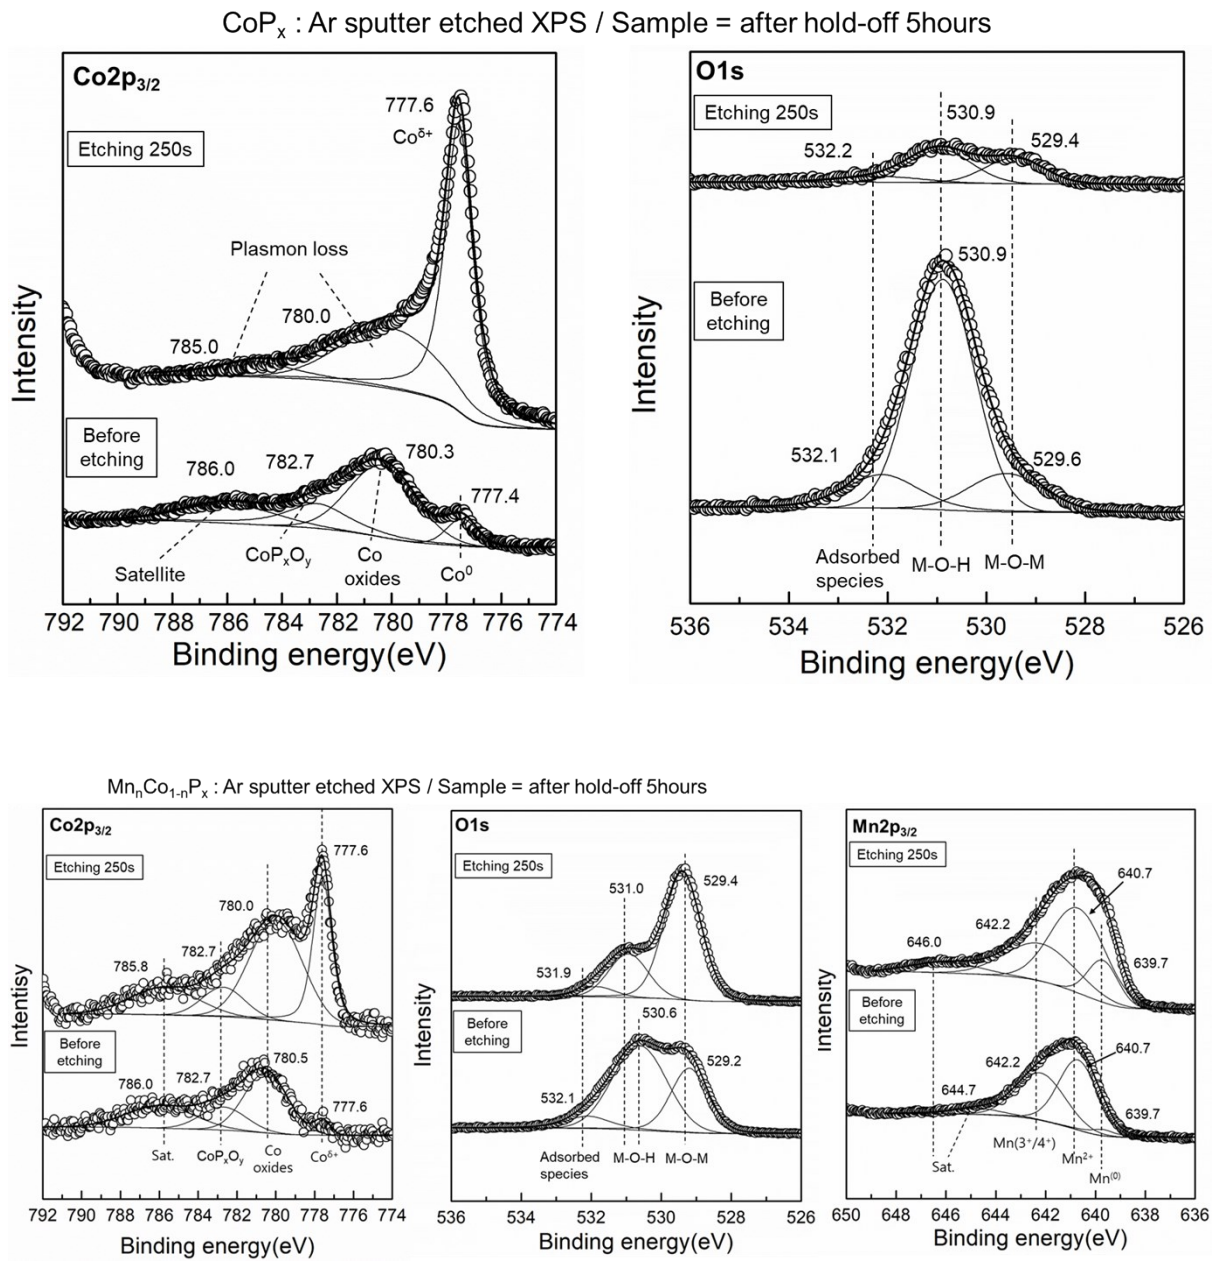 CoPₓ : Ar sputter etched XPS / Sample = after hold-off 5hours
Co2p₃/₂
Etching 250s
777.6
Co^δ+
Plasmon loss
780.0
785.0
Before
etching
786.0
782.7
780.3
777.4
Satellite
CoPₓOᵧ
Co
oxides
Co⁰
Intensity
792 790 788 786 784 782 780 778 776 774
Binding energy(eV)
O1s
Etching 250s
532.2
530.9
529.4
Before
etching
530.9
532.1
529.6
Adsorbed
species
M-O-H
M-O-M
Intensity
536 534 532 530 528 526
Binding energy(eV)
MnₙCo₁₋ₙPₓ : Ar sputter etched XPS / Sample = after hold-off 5hours
Co2p₃/₂
Etching 250s
777.6
780.0
782.7
785.8
Before
etching
786.0
782.7
780.5
777.6
Sat.
CoPₓOᵧ
Co
oxides
Co^δ+
Intentisy
792 790 788 786 784 782 780 778 776 774
Binding energy(eV)
O1s
Etching 250s
531.0
529.4
531.9
Before
etching
530.6
529.2
532.1
Adsorbed
species
M-O-H
M-O-M
Intensity
536 534 532 530 528 526
Binding energy(eV)
Mn2p₃/₂
Etching 250s
640.7
642.2
646.0
639.7
Before
etching
640.7
642.2
644.7
639.7
Mn(3⁺/4⁺)
Sat.
Mn²⁺
Mn⁽⁰⁾
Intensity
650 648 646 644 642 640 638 636
Binding energy(eV)